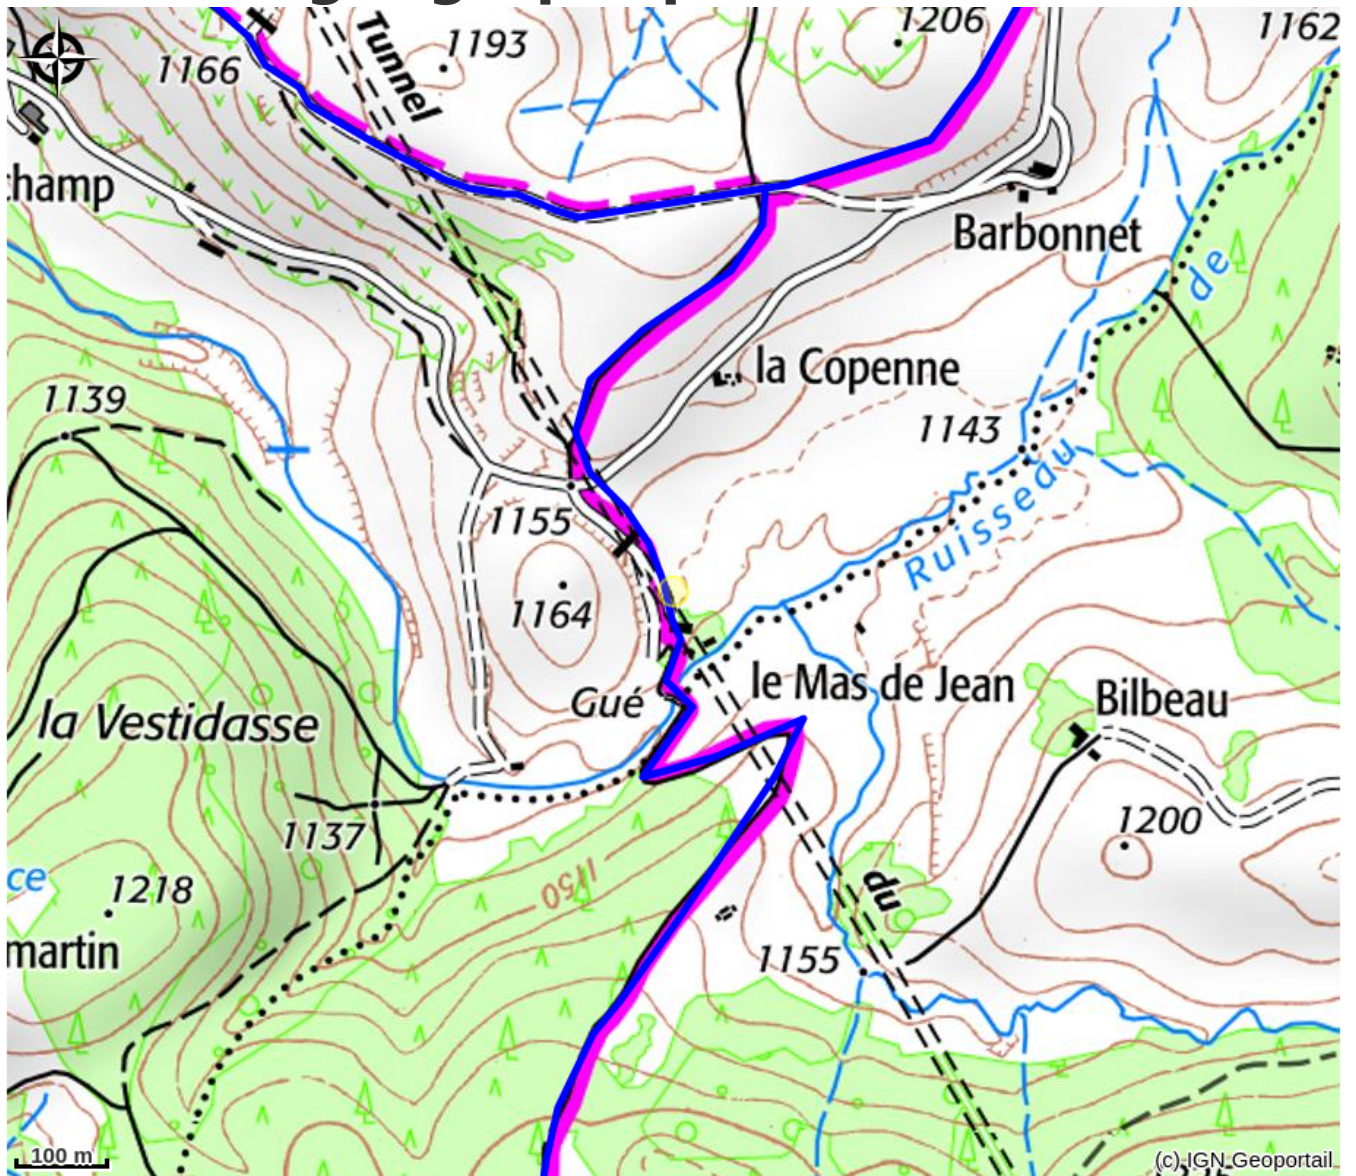 1206
1162
1193
Tunnel
1166
champ
Barbonnet
de
la Copenne
1139
1143
Ruisseau
1155
1164
le Mas de Jean
Gué
Bilbeau
la Vestidasse
1200
1137
1150
du
ce
1218
martin
1155
100 m
(c) IGN Geoportail